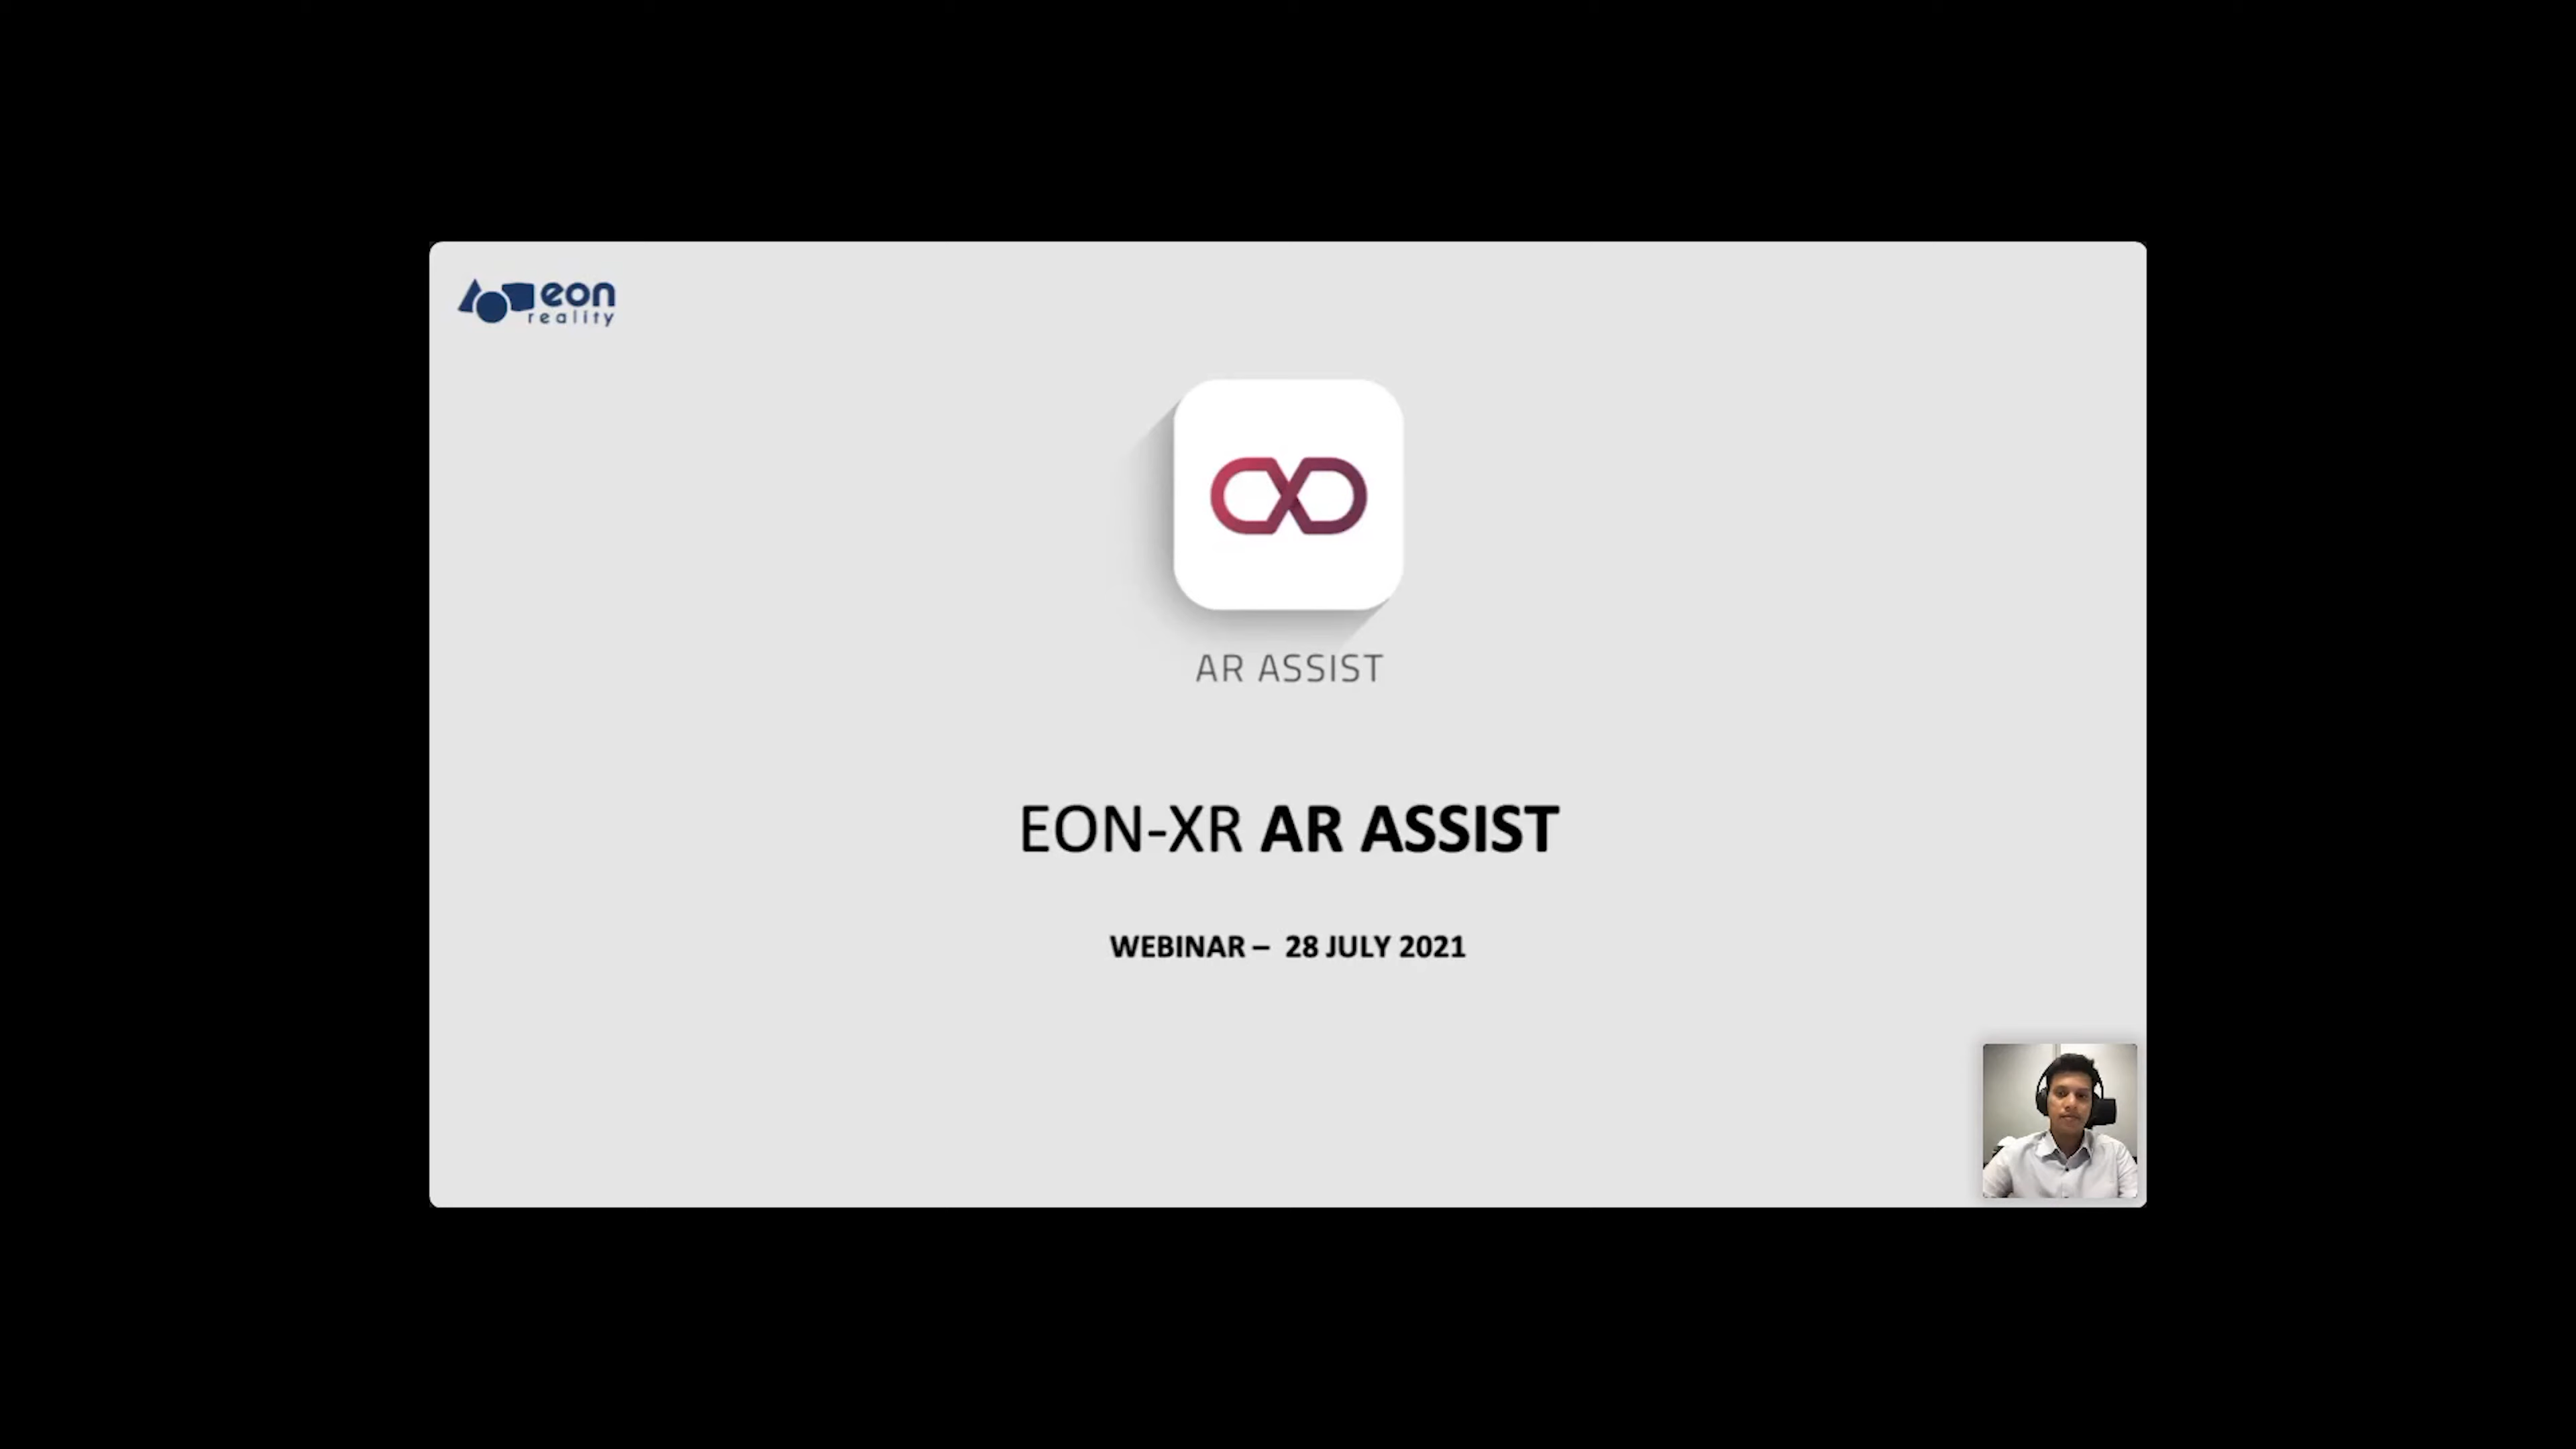 eon
reality
AR ASSIST
EON-XR AR ASSIST
WEBINAR – 28 JULY 2021